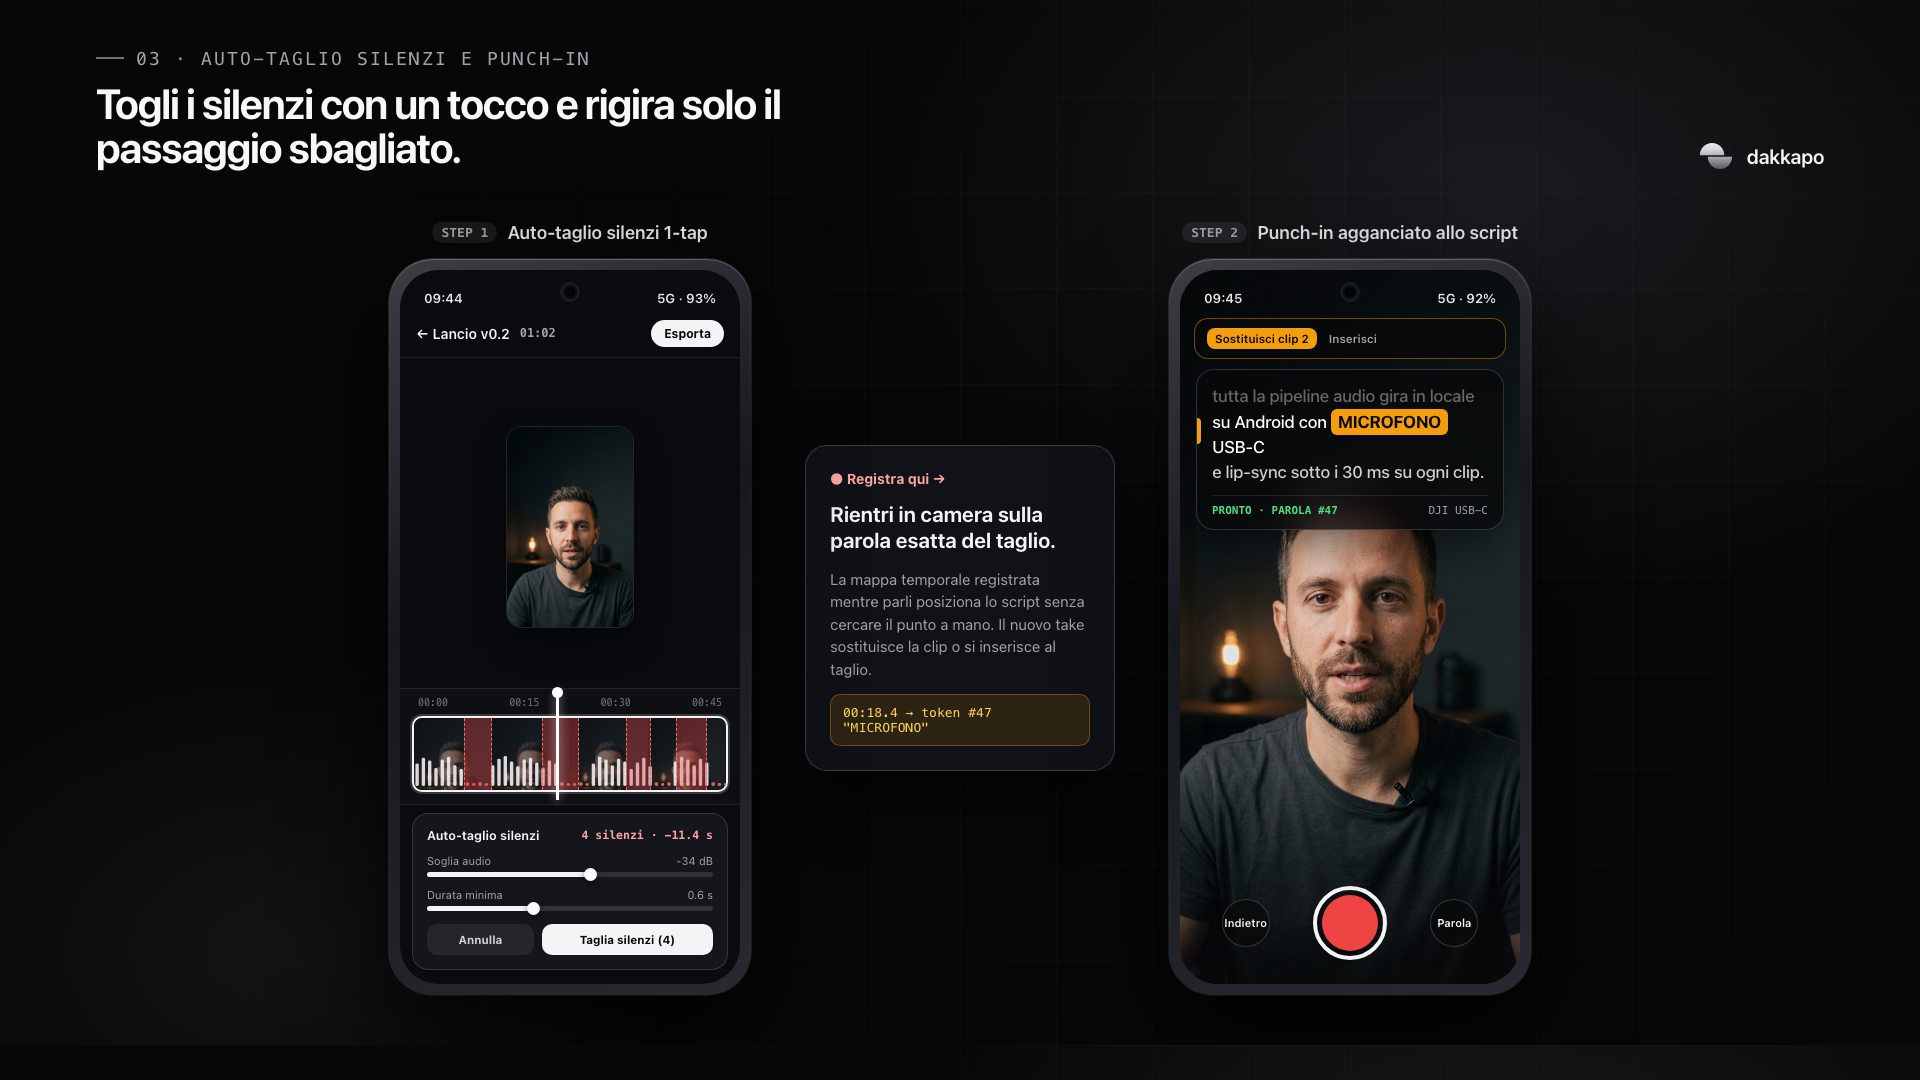 03 · AUTO-TAGLIO SILENZI E PUNCH-IN
Togli i silenzi con un tocco e rigira solo il
passaggio sbagliato.
dakkapo
STEP 1 Auto-taglio silenzi 1-tap
09:44 5G · 93%
← Lancio v0.2 01:02 Esporta
00:00 00:15 00:30 00:45
Auto-taglio silenzi 4 silenzi · −11.4 s
Soglia audio -34 dB
Durata minima 0.6 s
Annulla Taglia silenzi (4)
Registra qui →
Rientri in camera sulla
parola esatta del taglio.
La mappa temporale registrata
mentre parli posiziona lo script senza
cercare il punto a mano. Il nuovo take
sostituisce la clip o si inserisce al
taglio.
00:18.4 → token #47
"MICROFONO"
STEP 2 Punch-in agganciato allo script
09:45 5G · 92%
Sostituisci clip 2 Inserisci
tutta la pipeline audio gira in locale
su Android con MICROFONO
USB-C
e lip-sync sotto i 30 ms su ogni clip.
PRONTO · PAROLA #47 DJI USB-C
Indietro Parola